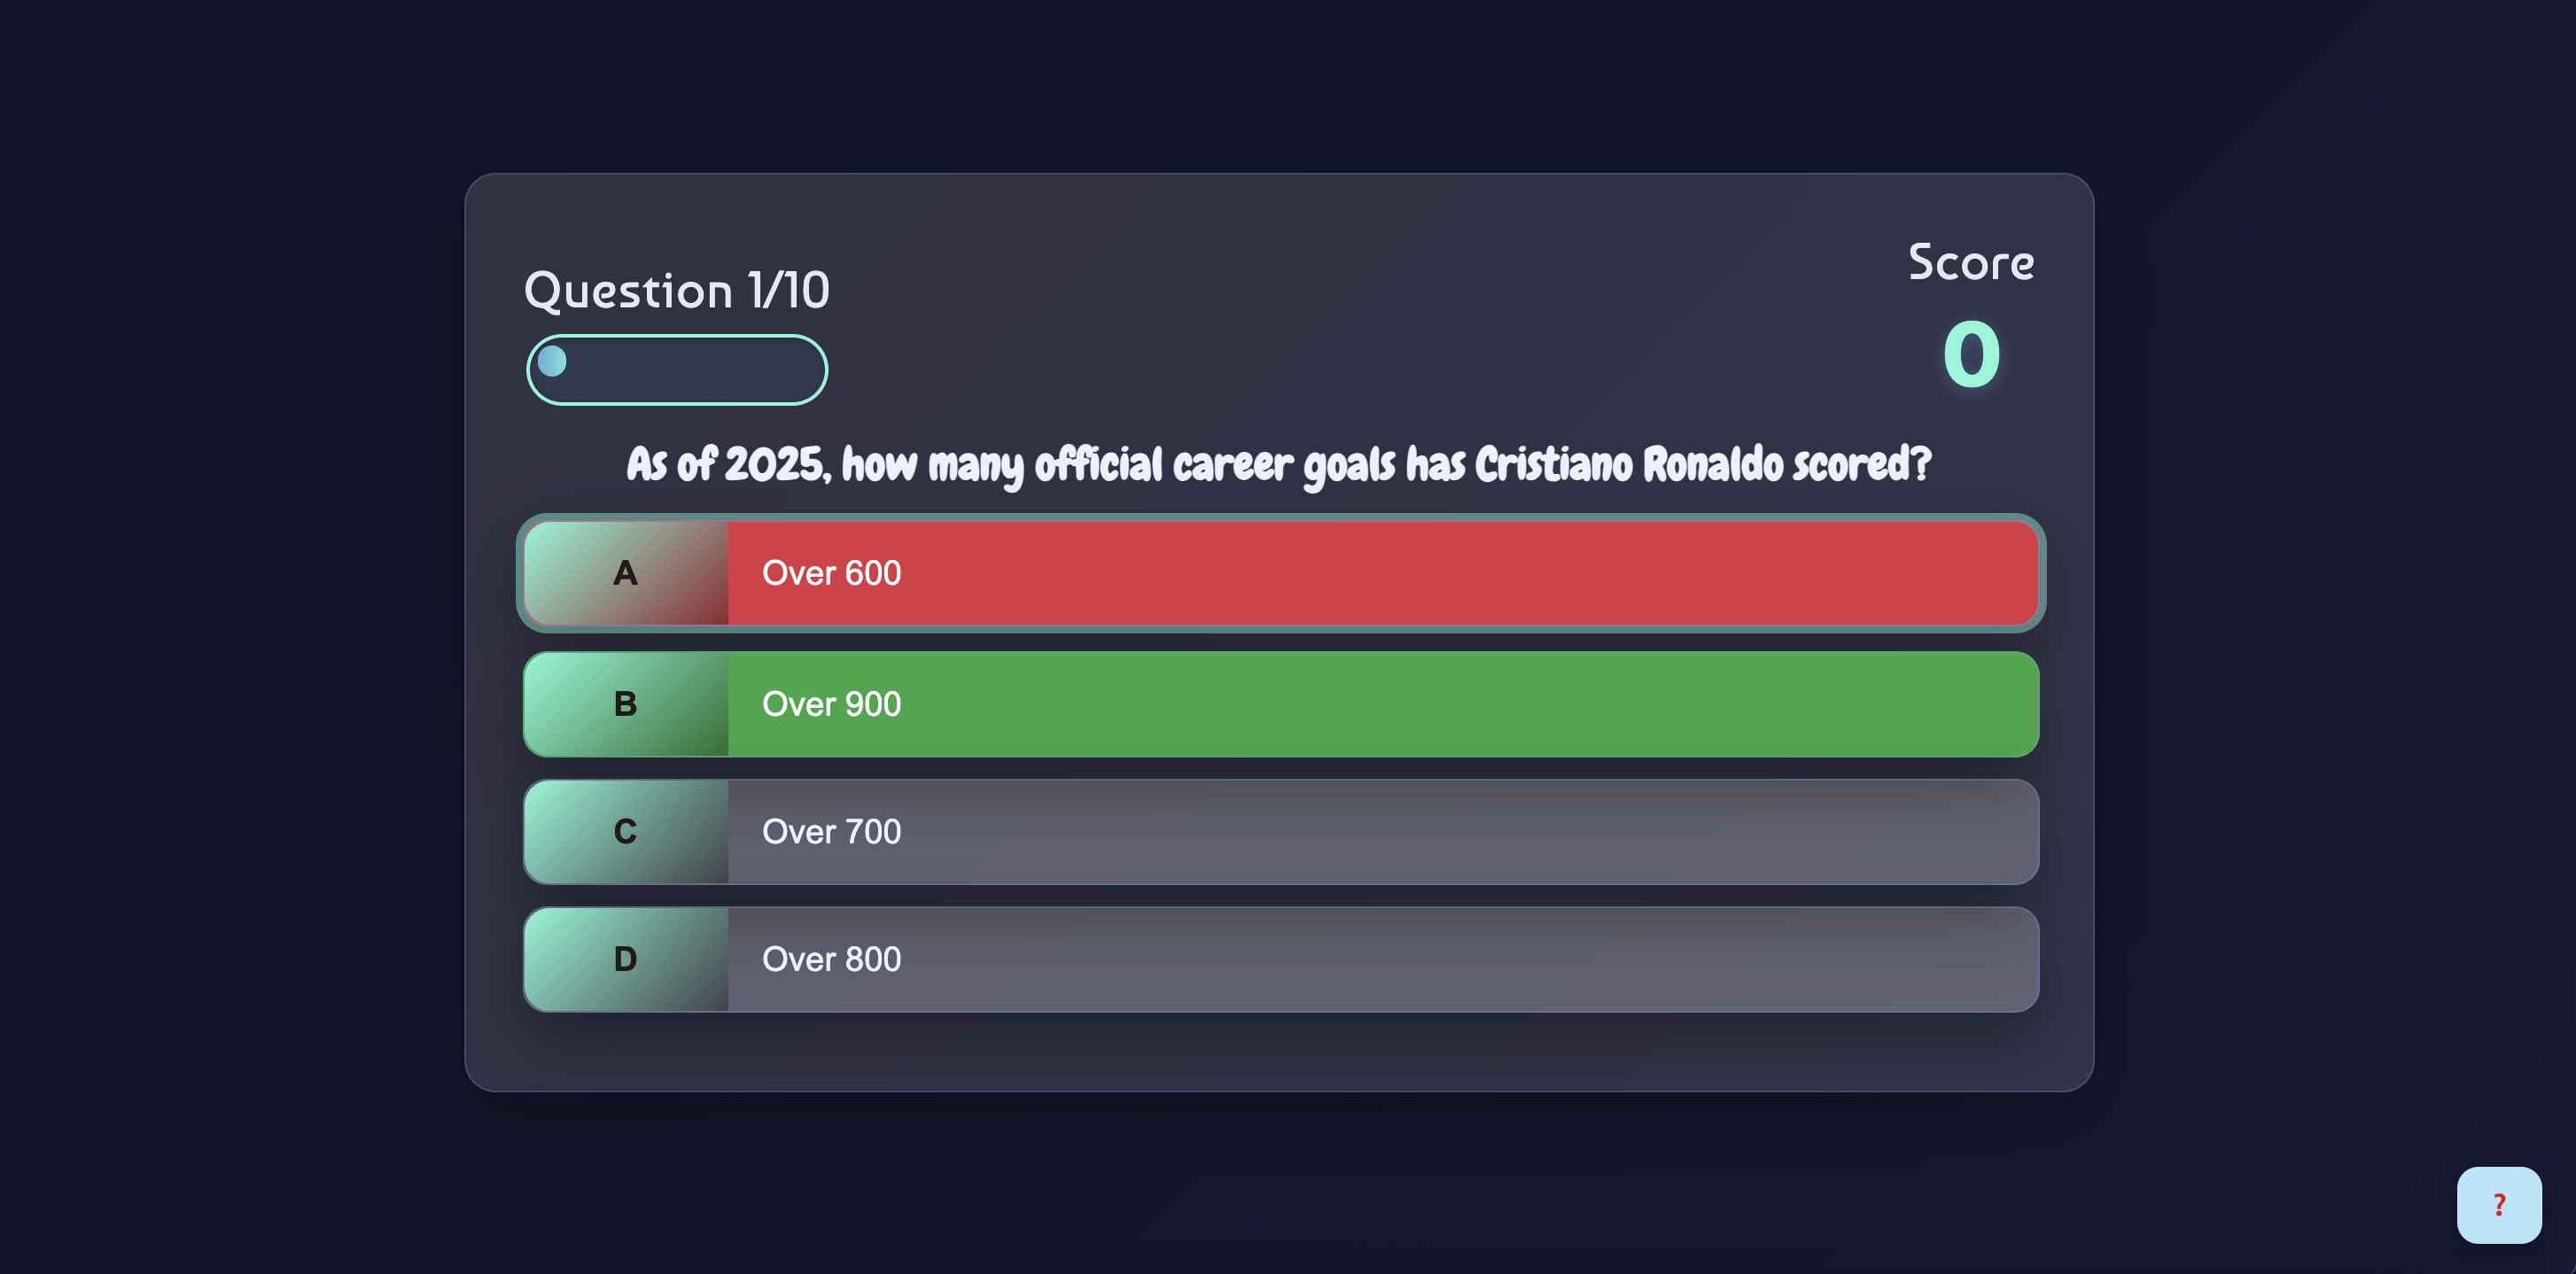 Question 1/10
Score
0
As of 2025, how many official career goals has Cristiano Ronaldo scored?
A Over 600
B Over 900
C Over 700
D Over 800
?